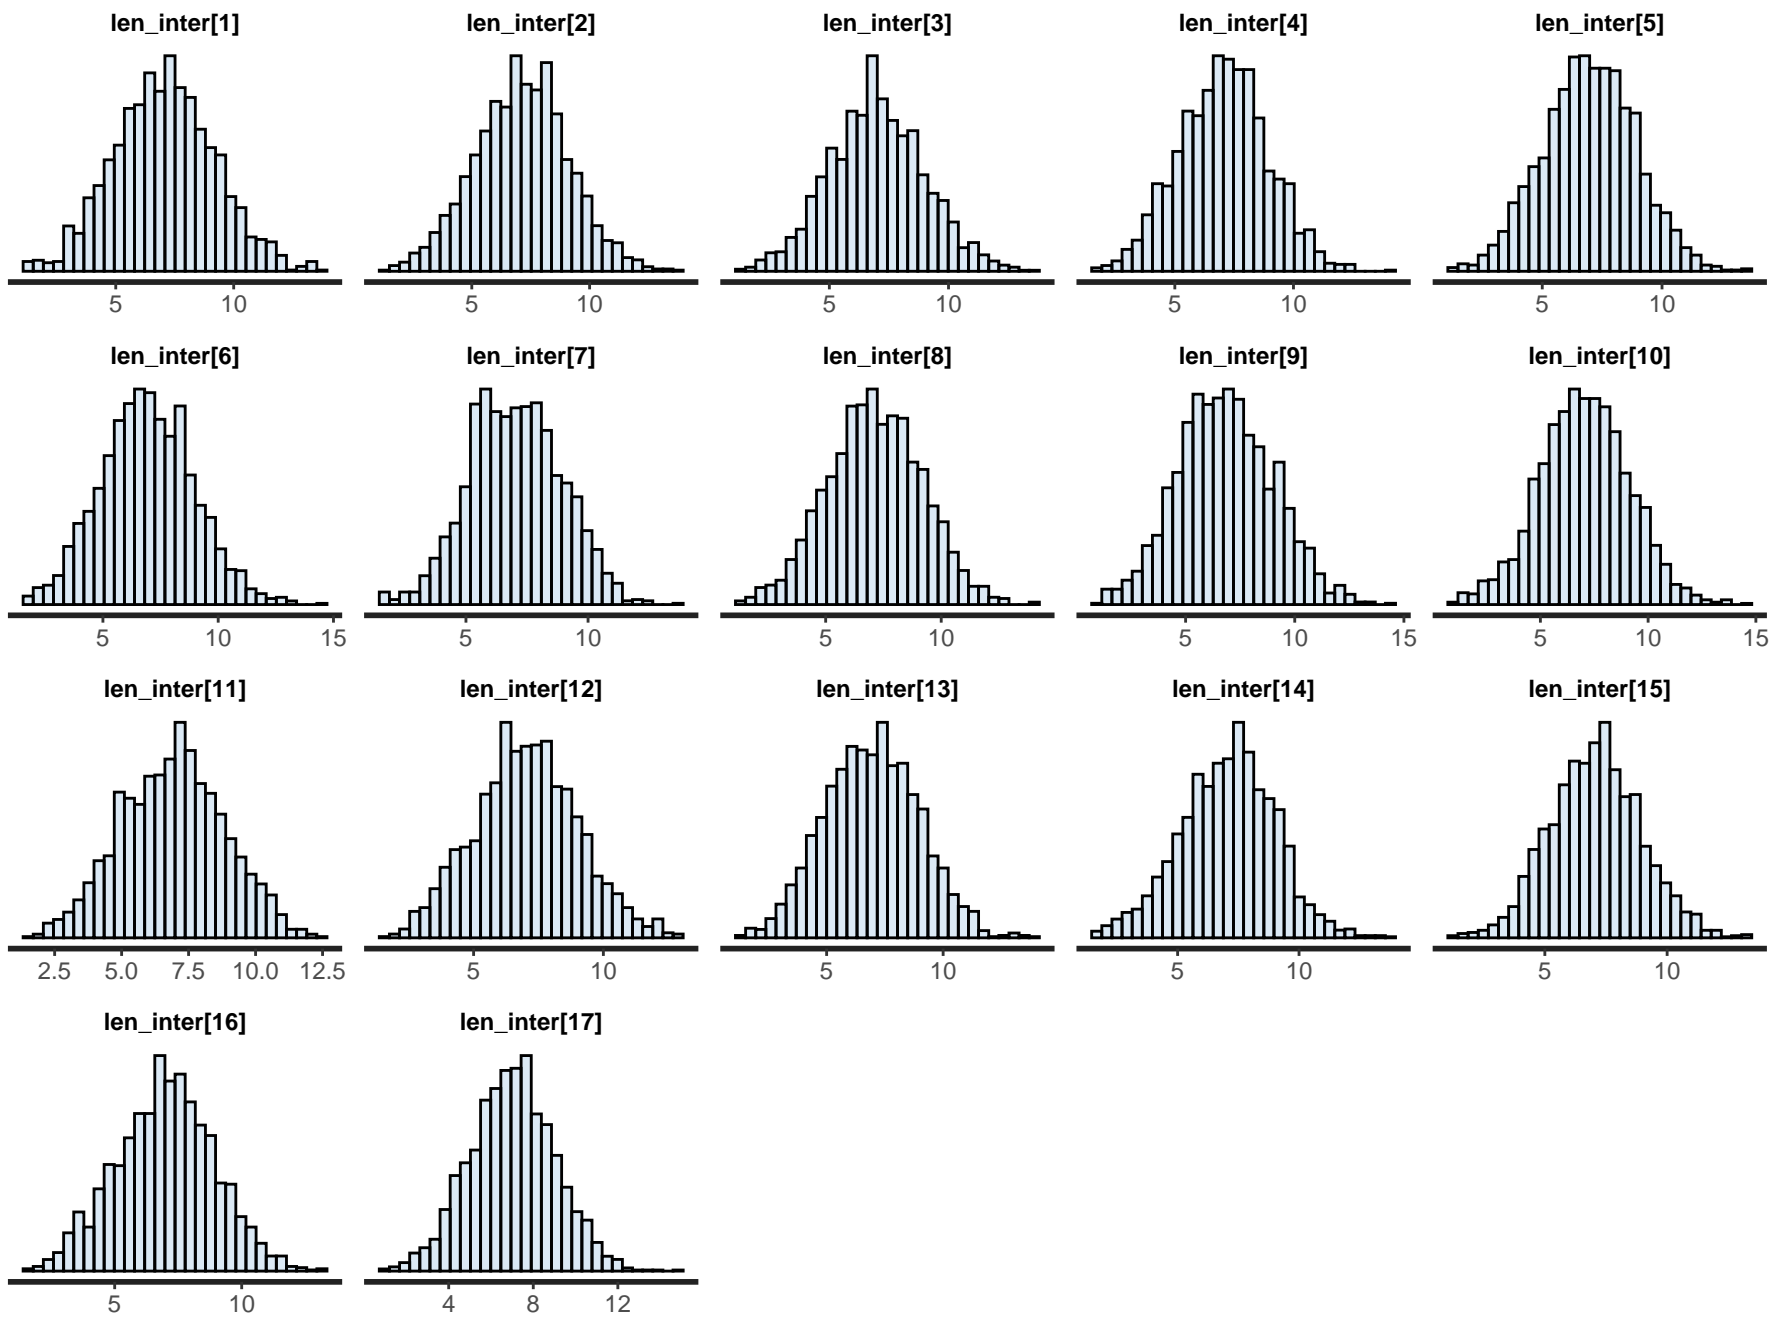 len_inter[1] len_inter[2] len_inter[3] len_inter[4] len_inter[5]
5 10 5 10 5 10 5 10 5 10
len_inter[6] len_inter[7] len_inter[8] len_inter[9] len_inter[10]
5 10 15 5 10 5 10 5 10 15 5 10 15
len_inter[11] len_inter[12] len_inter[13] len_inter[14] len_inter[15]
2.5 5.0 7.5 10.0 12.5 5 10 5 10 5 10 5 10
len_inter[16] len_inter[17]
5 10 4 8 12